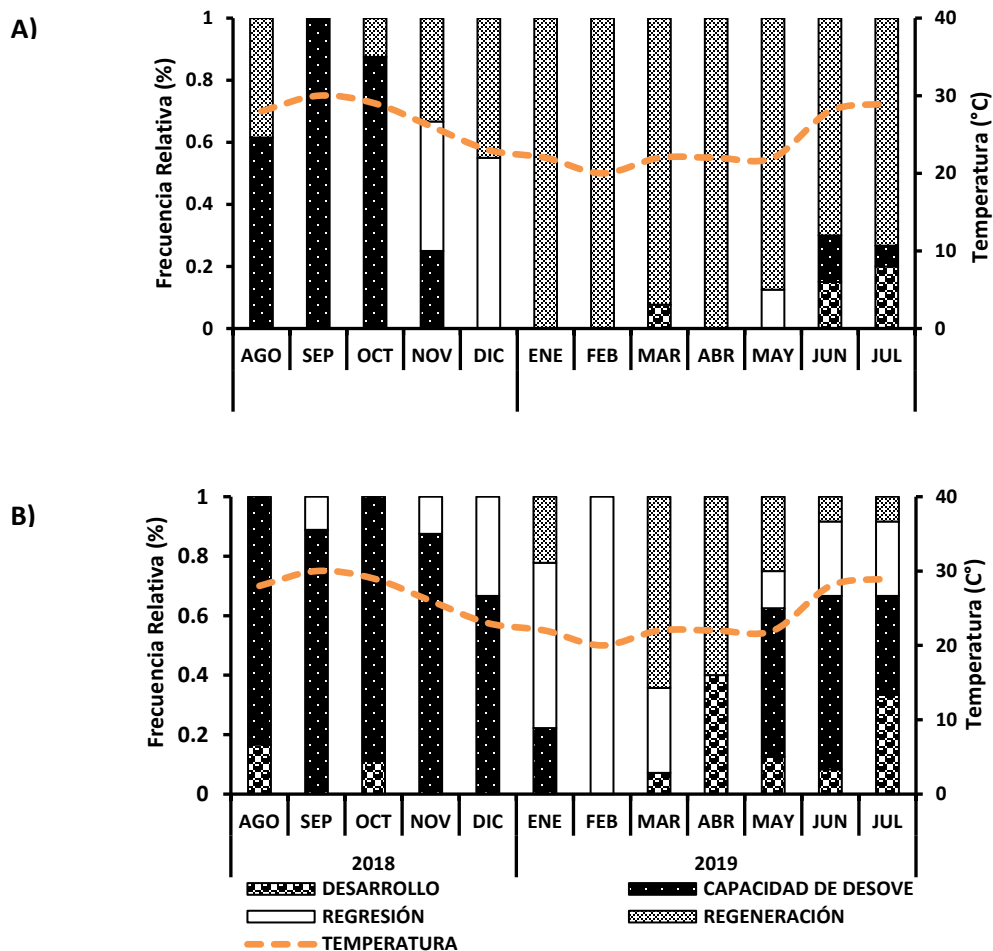 A)
Frecuencia Relativa (%)
1
0.8
0.6
0.4
0.2
0
40
30
20
10
0
Temperatura (°C)
AGO SEP OCT NOV DIC ENE FEB MAR ABR MAY JUN JUL
B)
Frecuencia Relativa (%)
1
0.8
0.6
0.4
0.2
0
40
30
20
10
0
Temperatura (C°)
AGO SEP OCT NOV DIC ENE FEB MAR ABR MAY JUN JUL
2018 2019
DESARROLLO CAPACIDAD DE DESOVE
REGRESIÓN REGENERACIÓN
TEMPERATURA